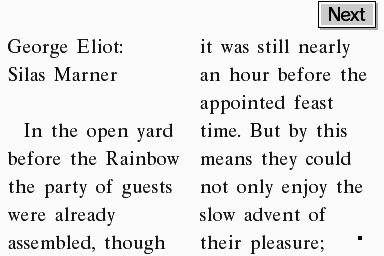 Next
George Eliot:
Silas Marner
In the open yard
before the Rainbow
the party of guests
were already
assembled, though
it was still nearly
an hour before the
appointed feast
time. But by this
means they could
not only enjoy the
slow advent of
their pleasure;